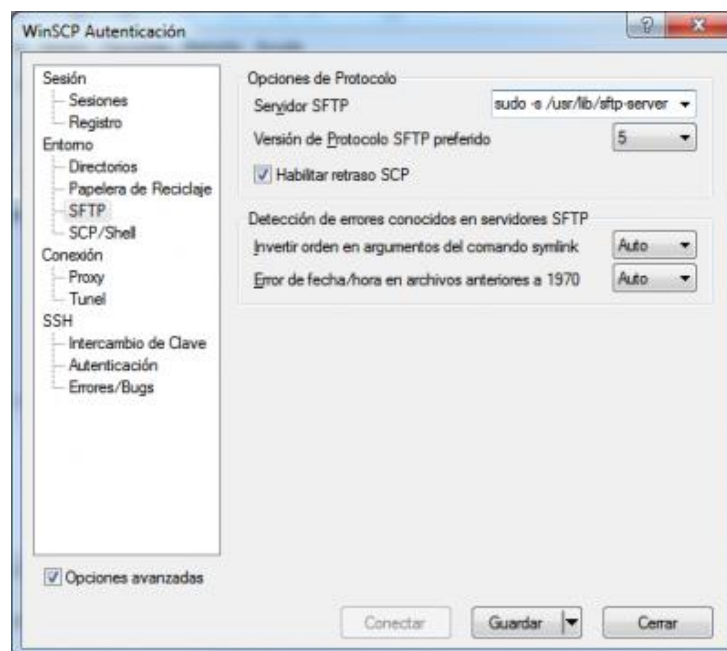 WinSCP Autenticación
Sesión
Sesiones
Registro
Entorno
Directorios
Papelera de Reciclaje
SFTP
SCP/Shell
Conexión
Proxy
Tunel
SSH
Intercambio de Clave
Autenticación
Errores/Bugs
Opciones avanzadas
Opciones de Protocolo
Servidor SFTP sudo -s /usr/lib/sftp-server
Versión de Protocolo SFTP preferido 5
Habilitar retraso SCP
Detección de errores conocidos en servidores SFTP
Invertir orden en argumentos del comando symlink Auto
Error de fecha/hora en archivos anteriores a 1970 Auto
Conectar Guardar Cerrar